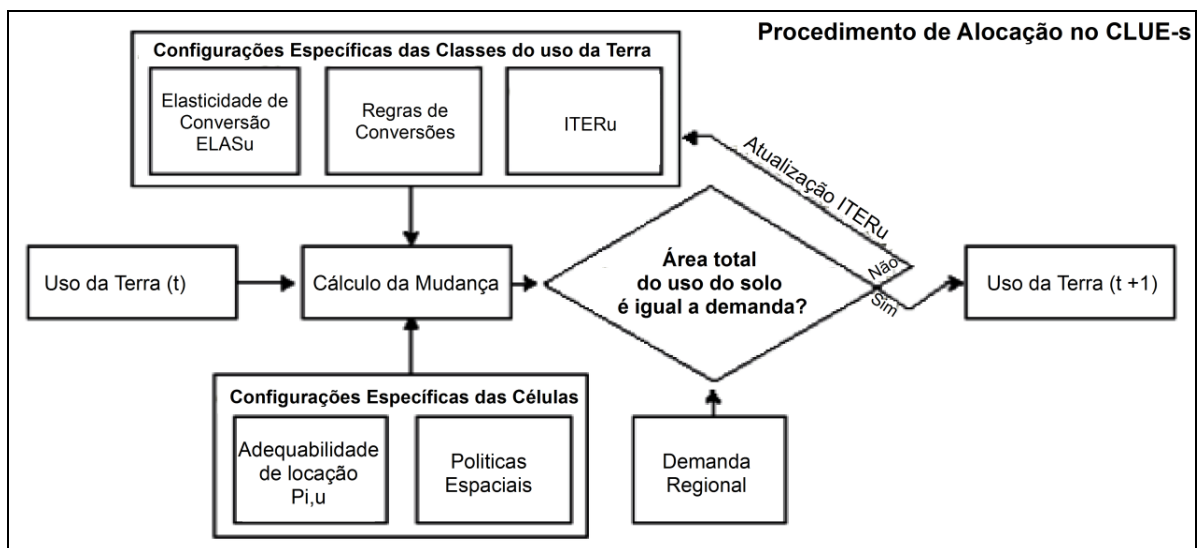 Procedimento de Alocação no CLUE-s
Configurações Específicas das Classes do uso da Terra
Elasticidade de
Conversão
ELASu
Regras de
Conversões
ITERu
Atualização ITERu
Uso da Terra (t)
Cálculo da Mudança
Área total
do uso do solo
é igual a demanda?
Não
Sim
Uso da Terra (t +1)
Configurações Específicas das Células
Adequabilidade
de locação
Pi,u
Politicas
Espaciais
Demanda
Regional